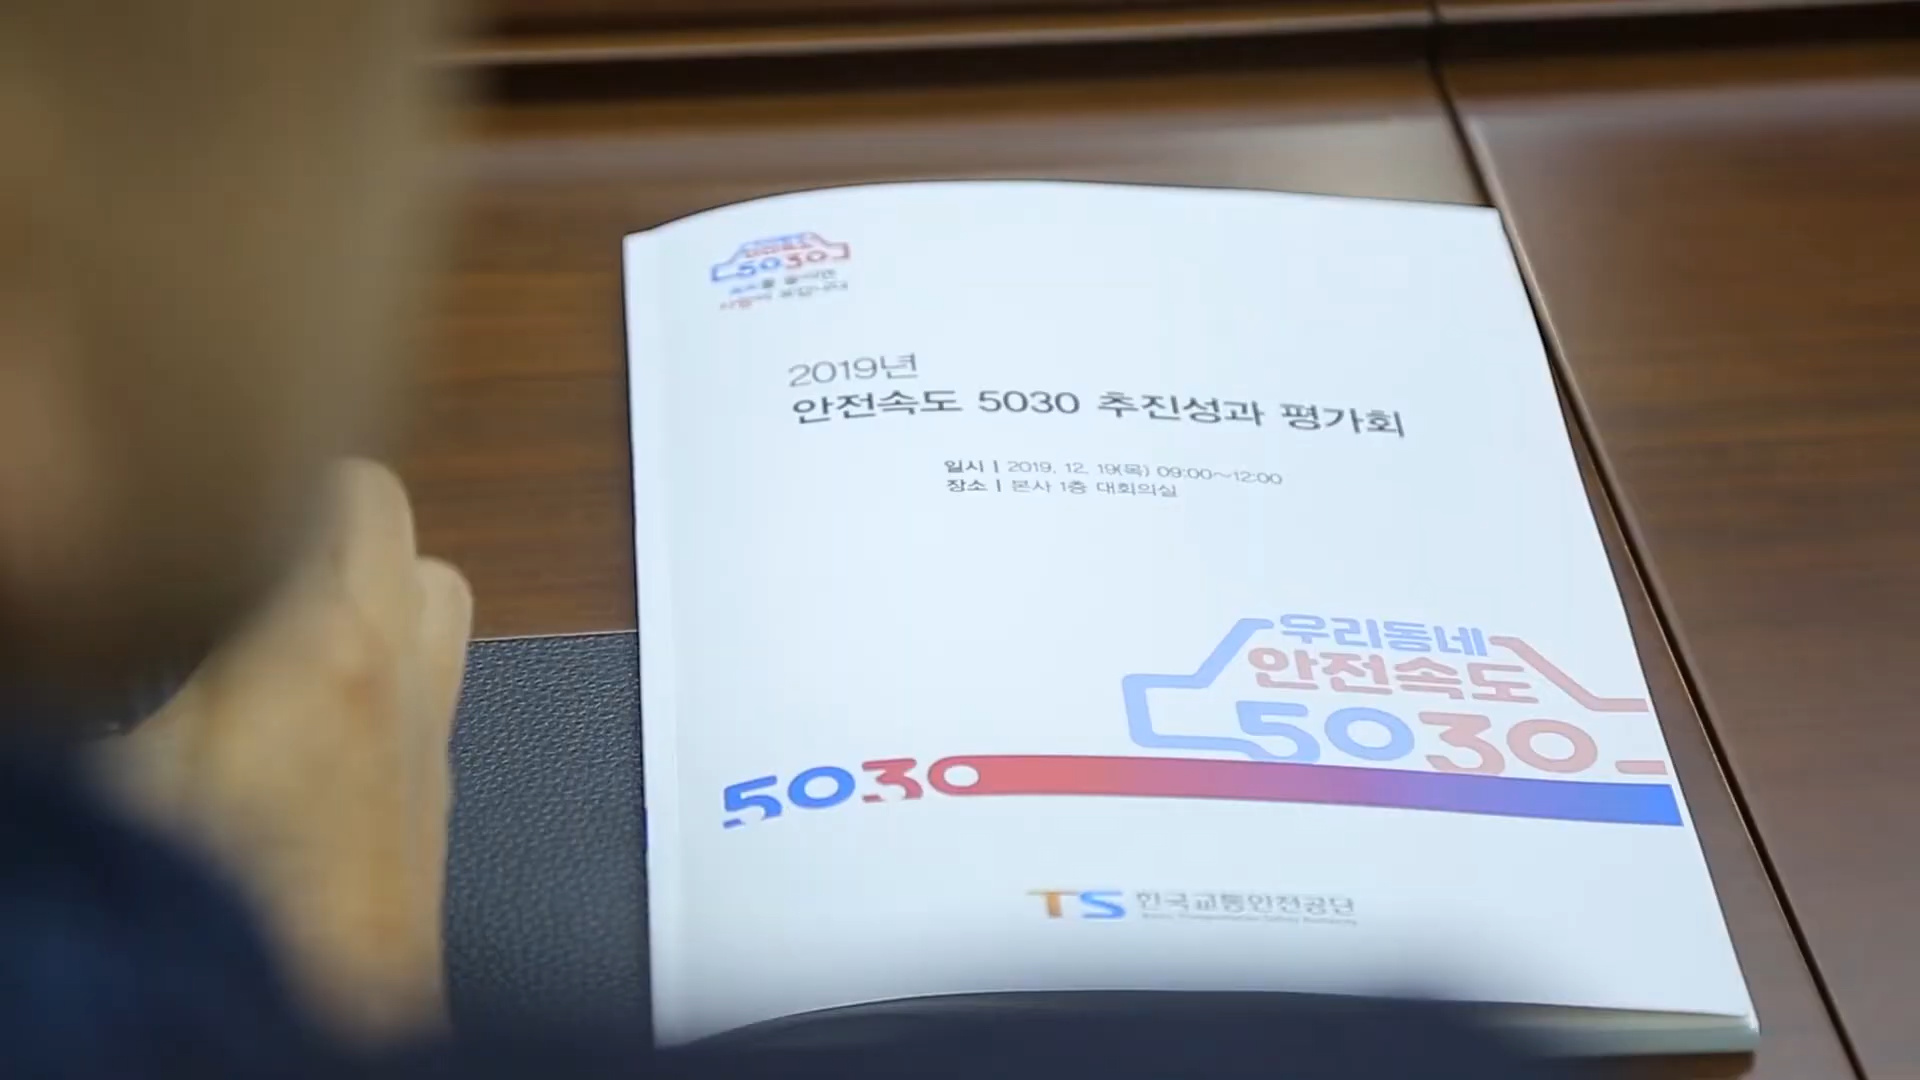 5030
2019년
안전속도 5030 추진성과 평가회
일시 | 2019. 12. 19(목) 09:00~12:00
장소 | 본사 1층 대회의실
우리동네
안전속도
5030
5030
TS 한국교통안전공단